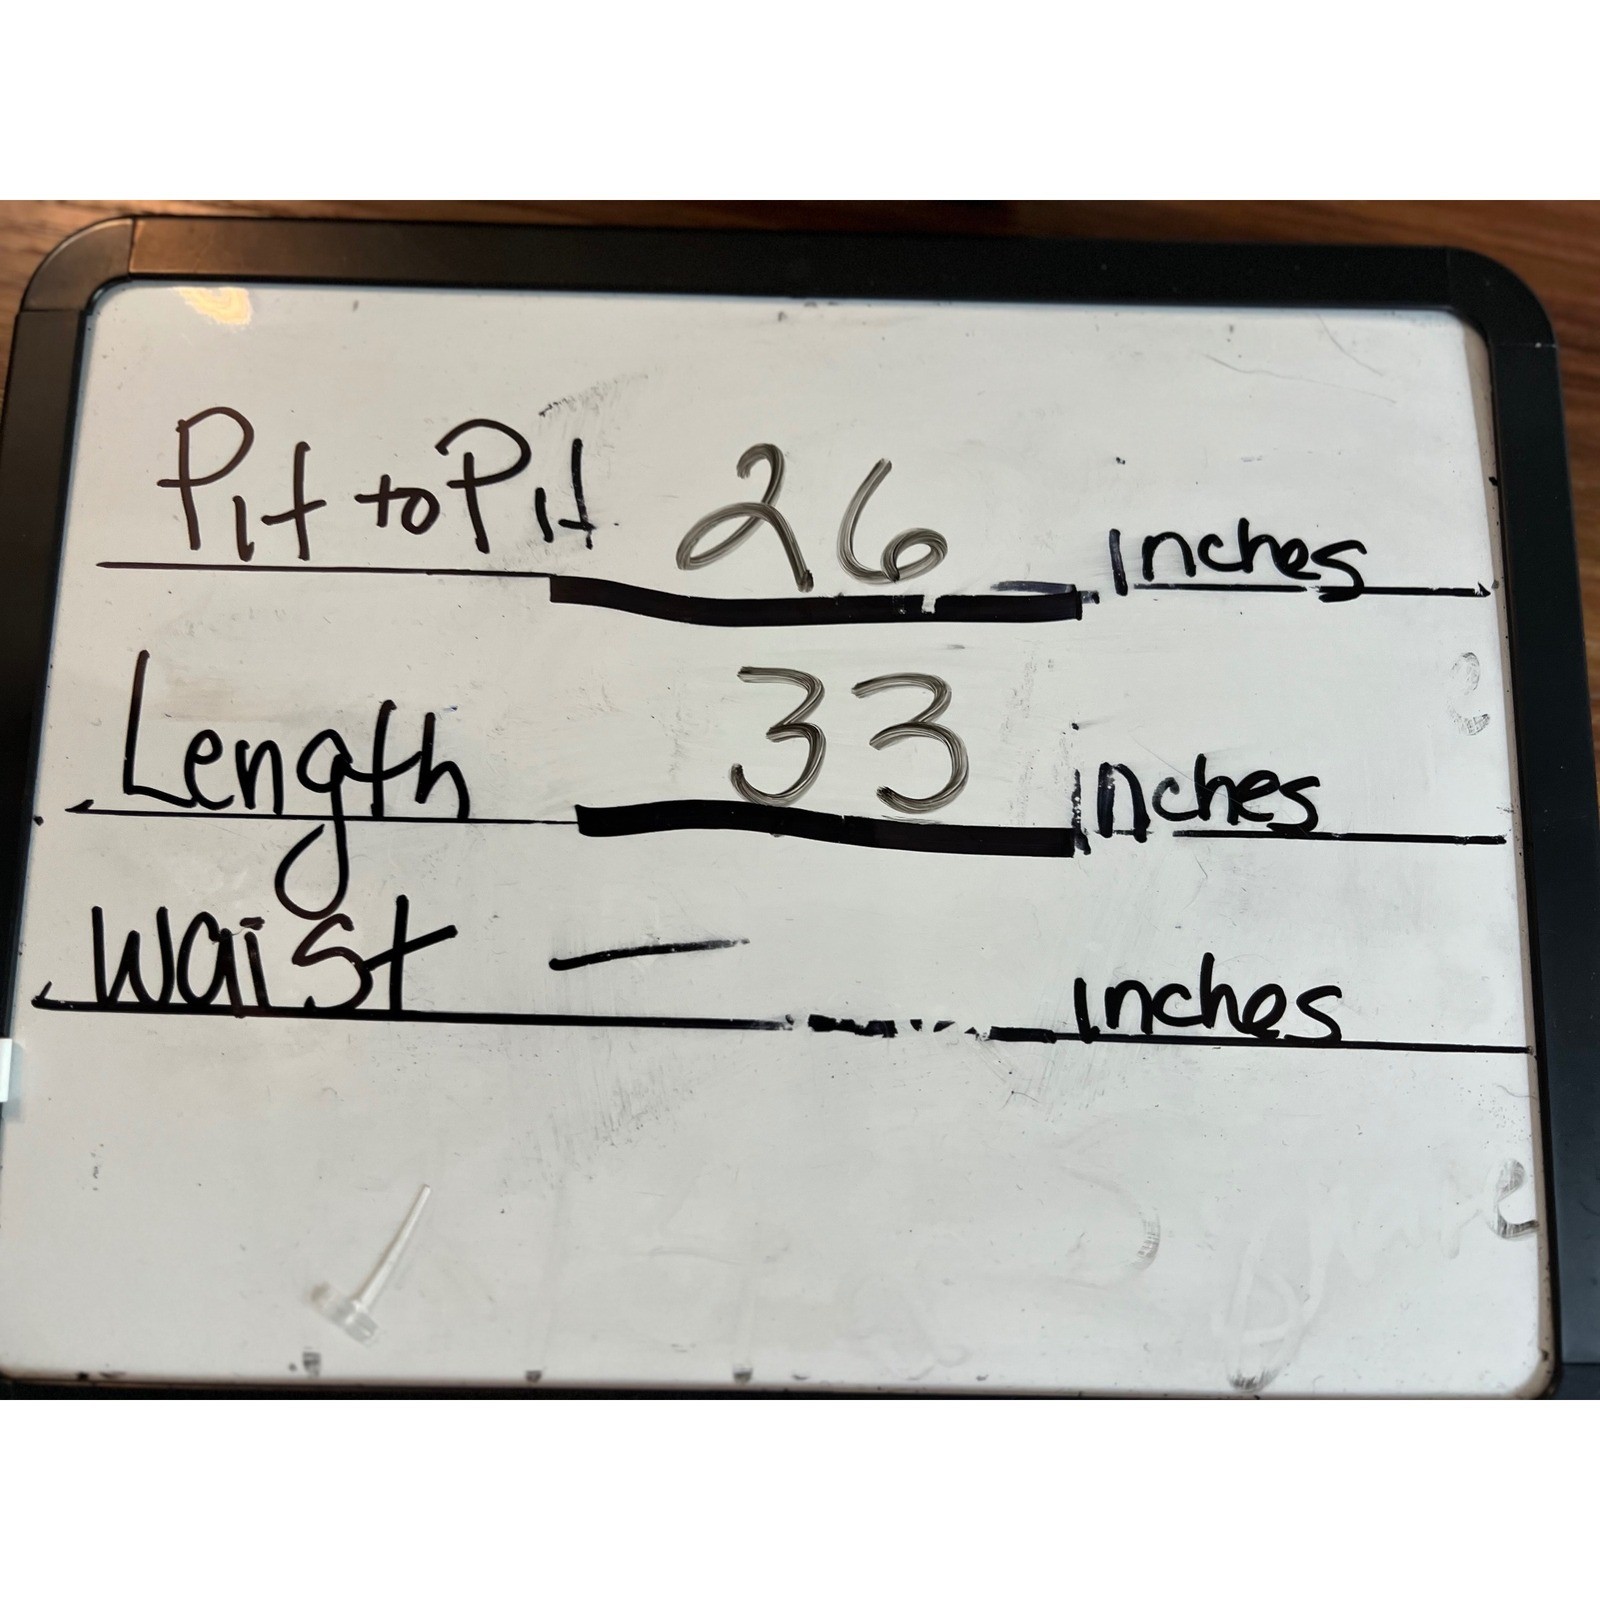 Pit to Pit 26 inches
Length 33 inches
Waist — inches